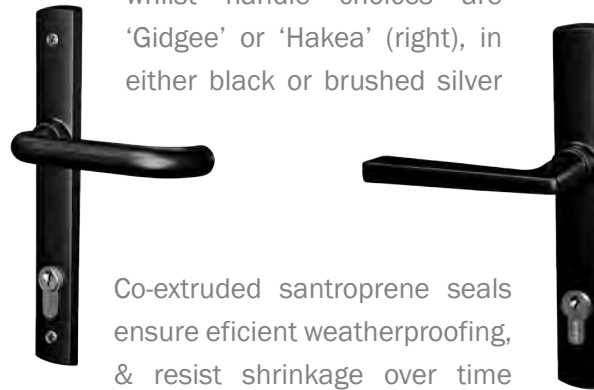 whilst handle choices are
‘Gidgee’ or ‘Hakea’ (right), in
either black or brushed silver
Co-extruded santroprene seals
ensure eficient weatherproofing,
& resist shrinkage over time